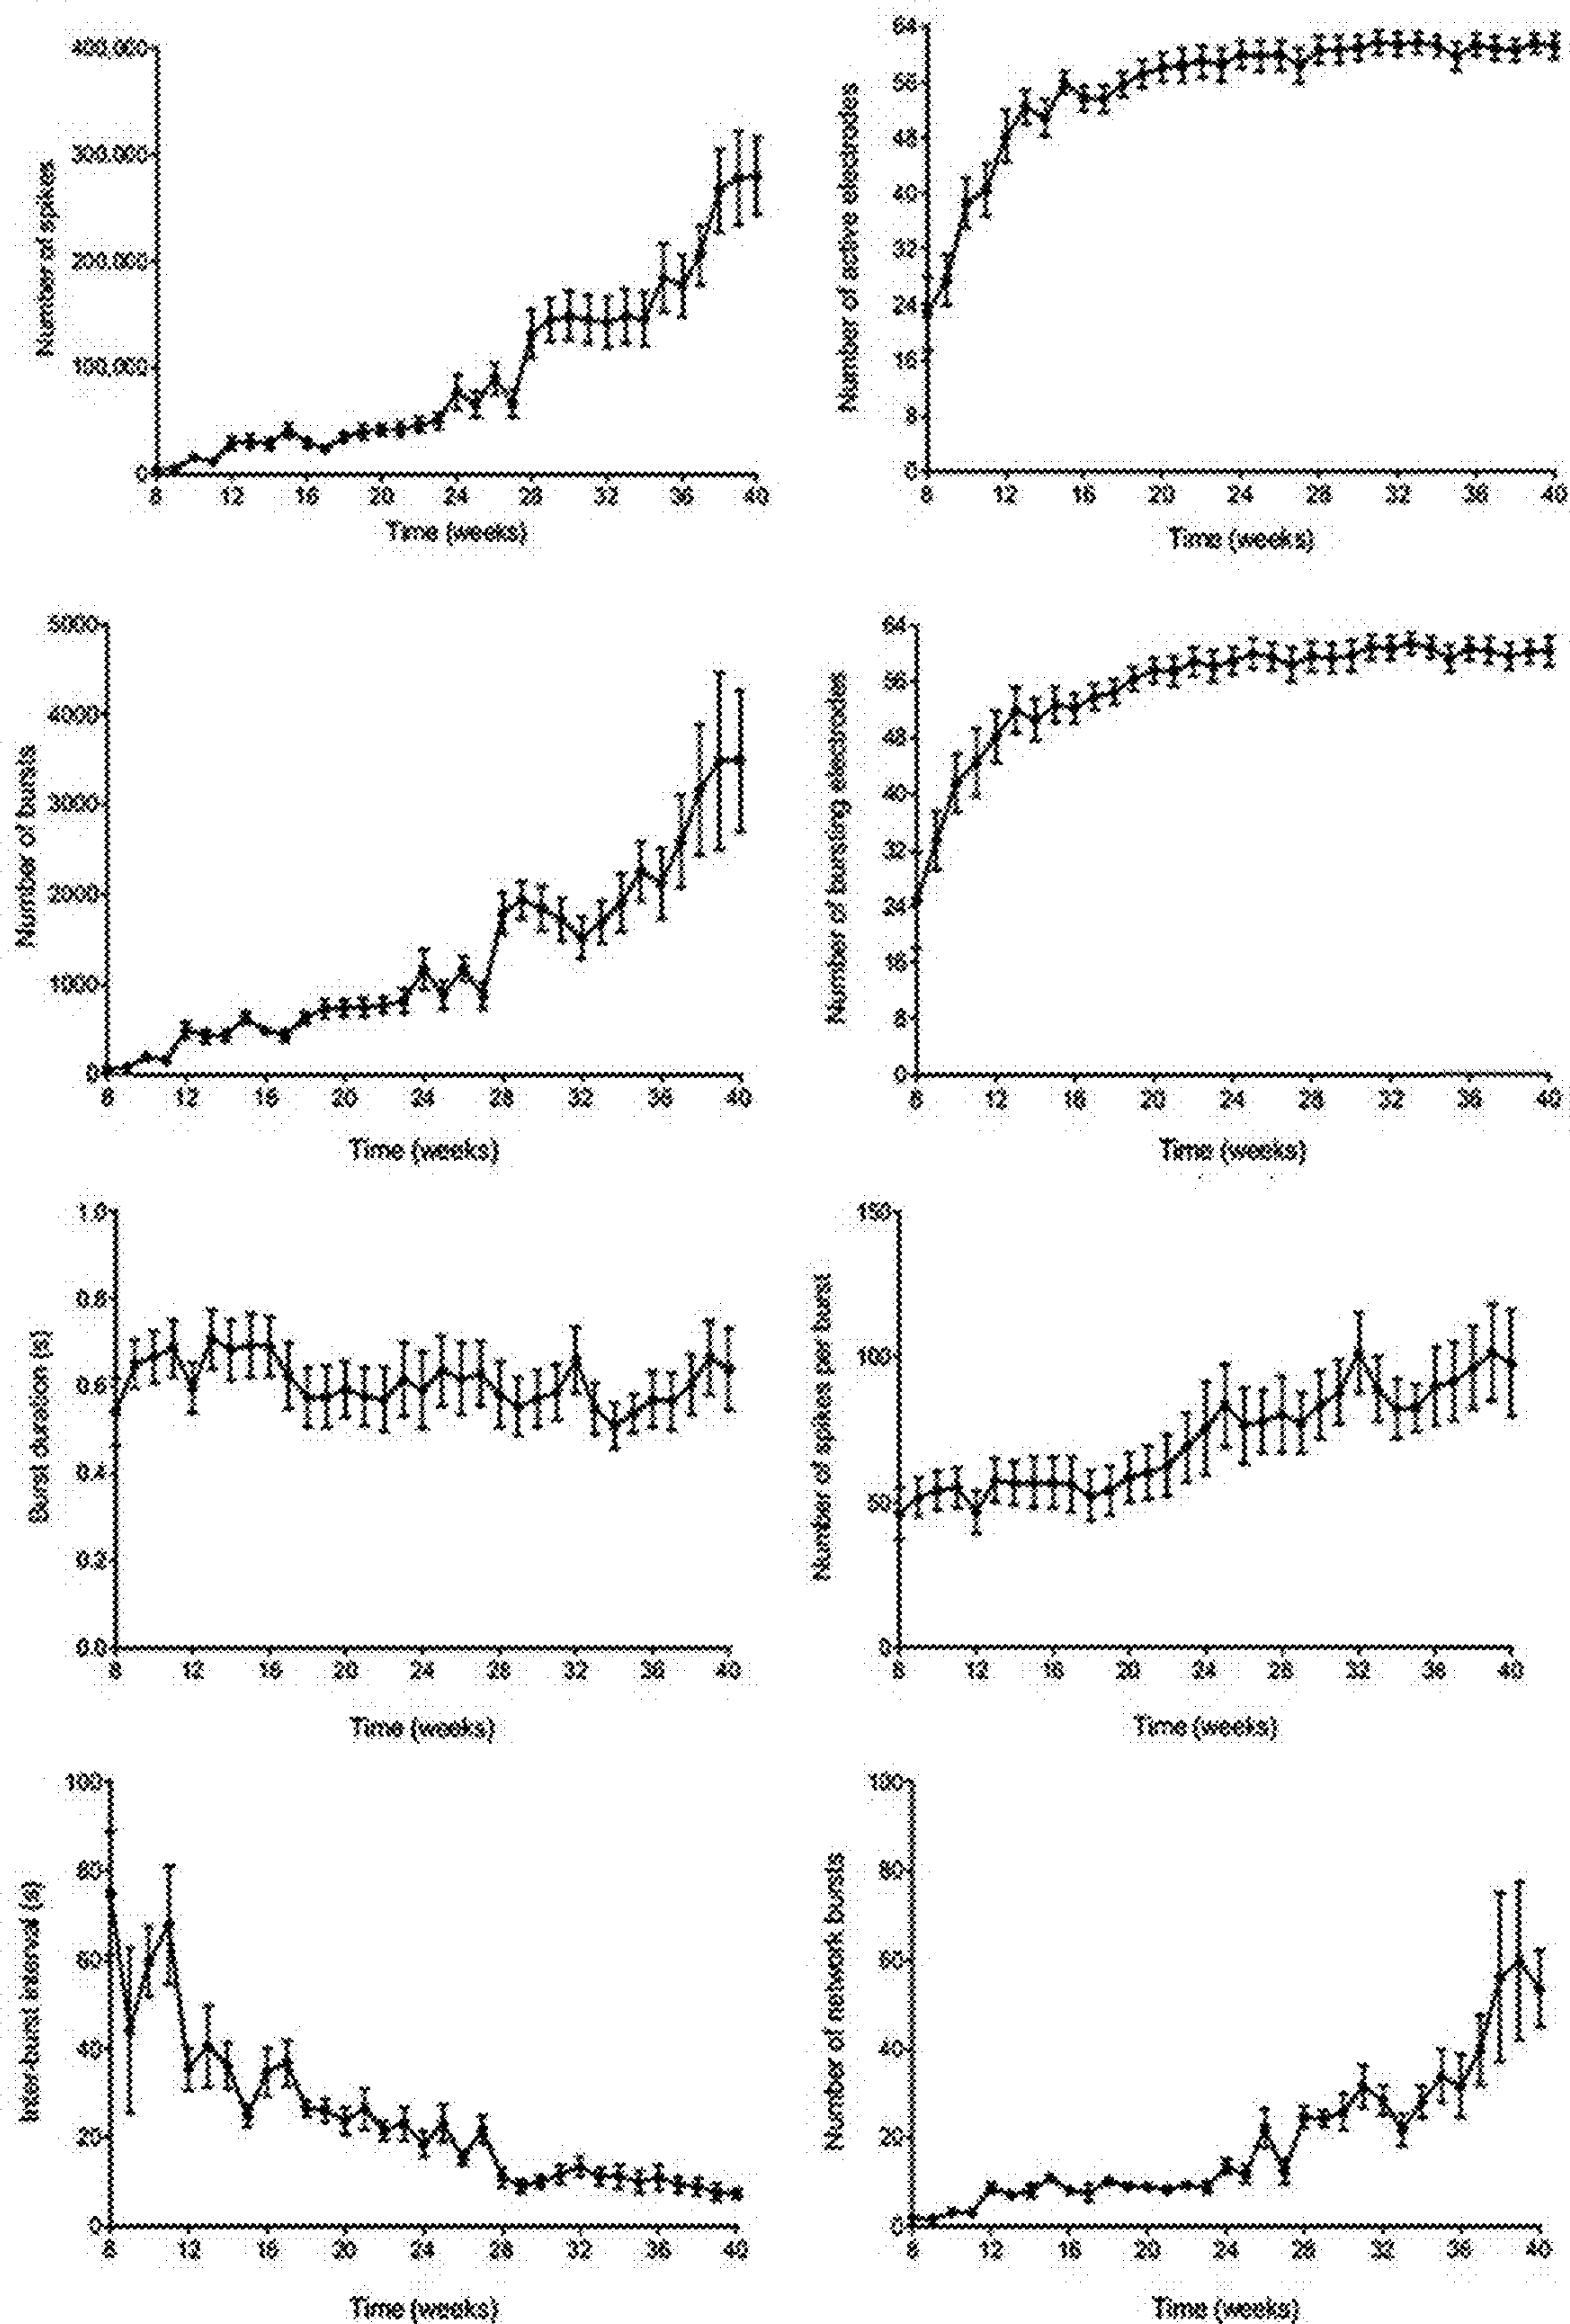 400,000
300,000
200,000
100,000
0
8 12 16 20 24 28 32 36 40
Number of spikes
Time (weeks)
64
56
48
40
32
24
16
8
0
8 12 16 20 24 28 32 36 40
Number of active electrodes
Time (weeks)
5000
4000
3000
2000
1000
0
8 12 16 20 24 28 32 36 40
Number of bursts
Time (weeks)
64
56
48
40
32
24
16
8
0
8 12 16 20 24 28 32 36 40
Number of bursting electrodes
Time (weeks)
1.0
0.8
0.6
0.4
0.2
0.0
8 12 16 20 24 28 32 36 40
Burst duration (s)
Time (weeks)
150
100
50
0
8 12 16 20 24 28 32 36 40
Number of spikes per burst
Time (weeks)
100
80
60
40
20
0
8 12 16 20 24 28 32 36 40
Inter-burst interval (s)
Time (weeks)
100
80
60
40
20
0
8 12 16 20 24 28 32 36 40
Number of network bursts
Time (weeks)